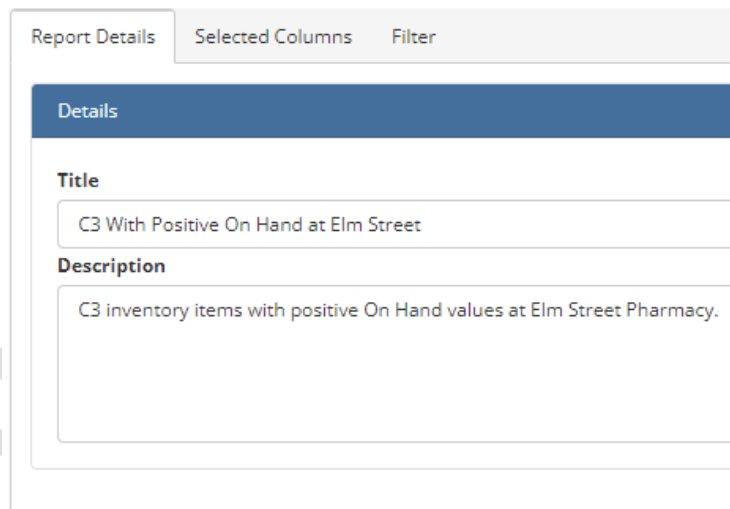 Report Details Selected Columns Filter
Details
Title
C3 With Positive On Hand at Elm Street
Description
C3 inventory items with positive On Hand values at Elm Street Pharmacy.